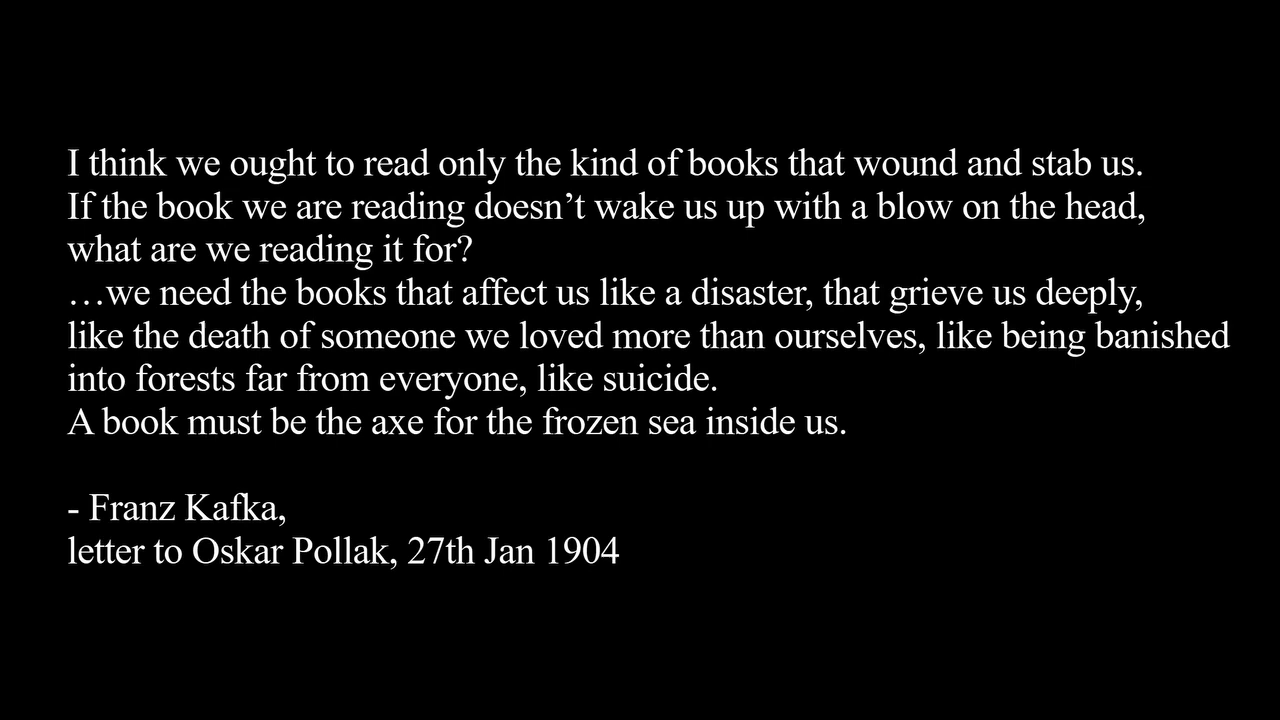 I think we ought to read only the kind of books that wound and stab us.
If the book we are reading doesn’t wake us up with a blow on the head,
what are we reading it for?
…we need the books that affect us like a disaster, that grieve us deeply,
like the death of someone we loved more than ourselves, like being banished
into forests far from everyone, like suicide.
A book must be the axe for the frozen sea inside us.
- Franz Kafka,
letter to Oskar Pollak, 27th Jan 1904